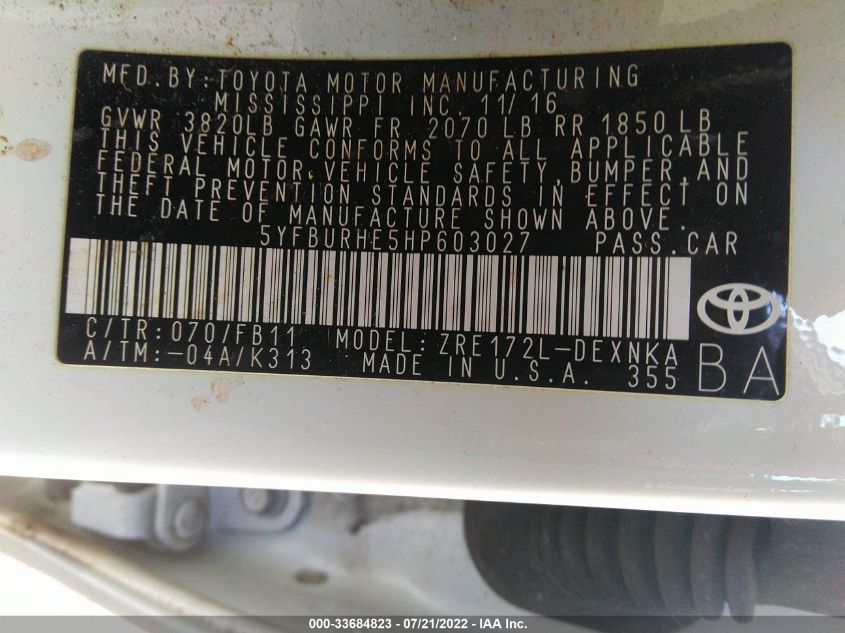 MFD. BY: TOYOTA MOTOR MANUFACTURING
MISSISSIPPI INC. 11/16
GVWR 3820LB GAWR FR 2070 LB RR 1850 LB
THIS VEHICLE CONFORMS TO ALL APPLICABLE
FEDERAL MOTOR VEHICLE SAFETY, BUMPER, AND
THEFT PREVENTION STANDARDS IN EFFECT ON
THE DATE OF MANUFACTURE SHOWN ABOVE.
5YFBURHE5HP603027 PASS. CAR
C/TR: 070/FB11 MODEL: ZRE172L-DEXNKA
A/TM: -04A/K313 MADE IN U.S.A. 355 BA
000-33684823 / 07/21/2022 - IAA Inc.